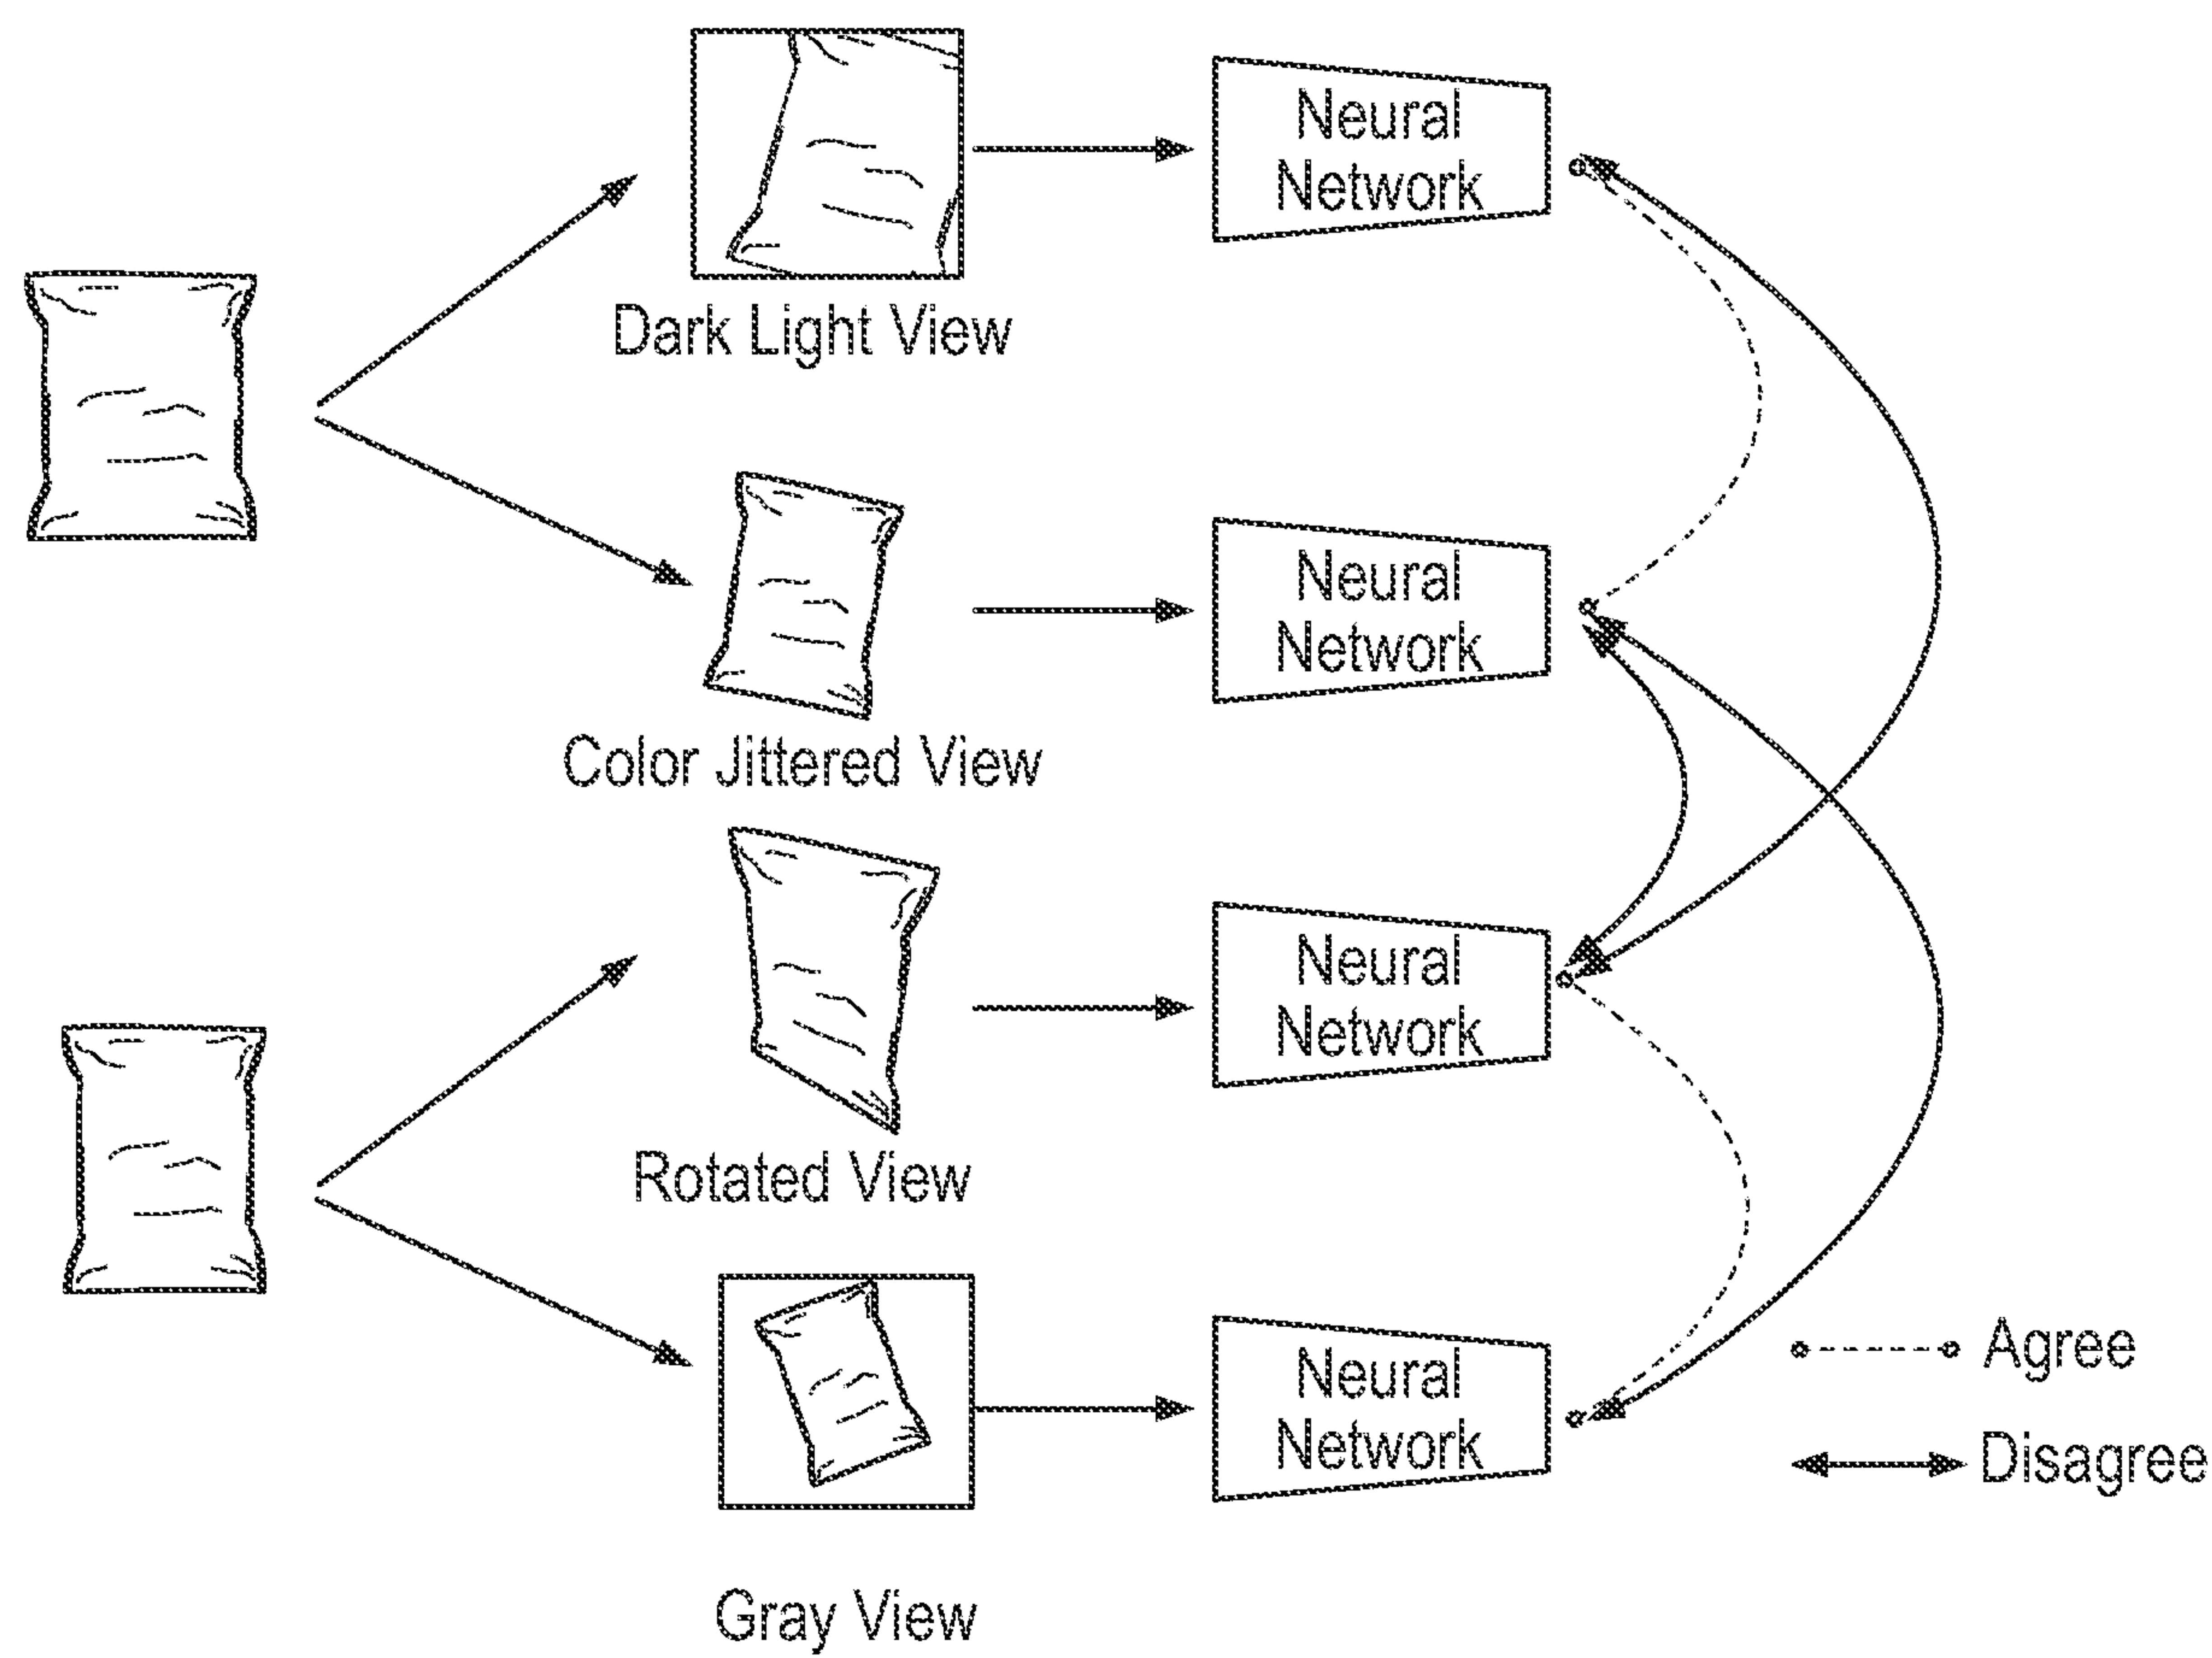 Neural
Network
Dark Light View
Neural
Network
Color Jittered View
Neural
Network
Rotated View
Neural
Network
Agree
Disagree
Gray View